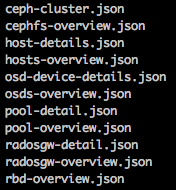 ceph-cluster.json
cephfs-overview.json
host-details.json
hosts-overview.json
osd-device-details.json
osds-overview.json
pool-detail.json
pool-overview.json
radosgw-detail.json
radosgw-overview.json
rbd-overview.json